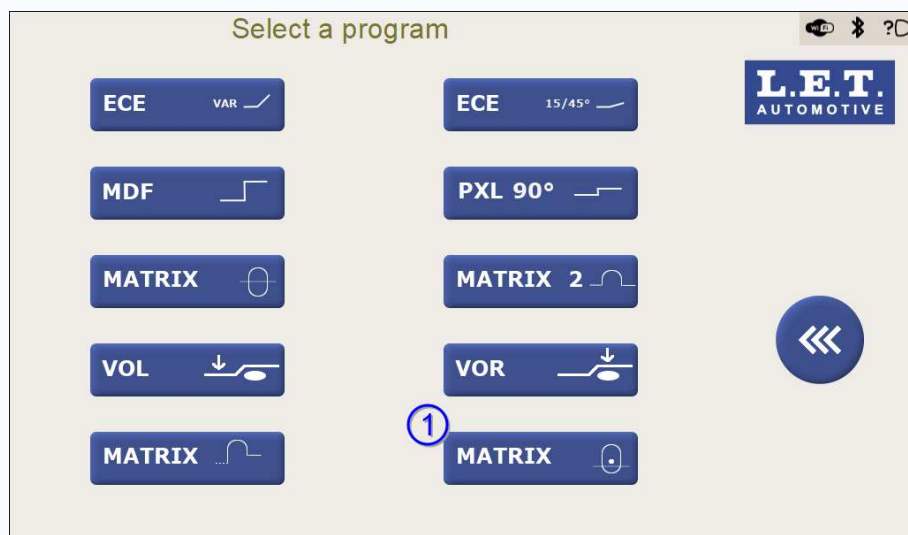 Select a program
WiFi ?
L.E.T.
AUTOMOTIVE
ECE VAR
ECE 15/45°
MDF
PXL 90°
MATRIX
MATRIX 2
VOL
VOR
1
MATRIX
MATRIX